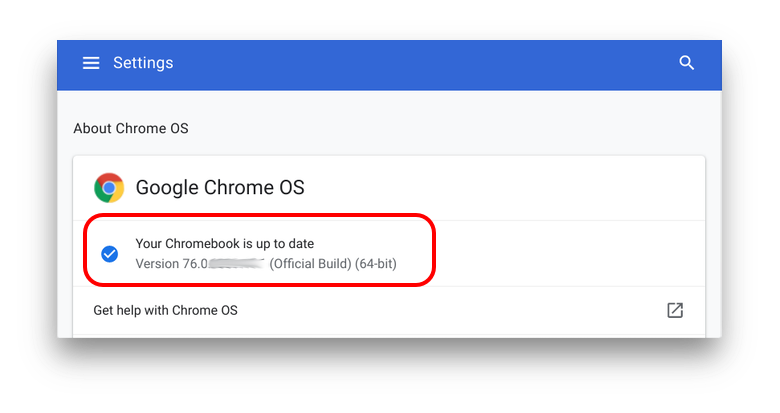 Settings
About Chrome OS
Google Chrome OS
Your Chromebook is up to date
Version 76.0 (Official Build) (64-bit)
Get help with Chrome OS